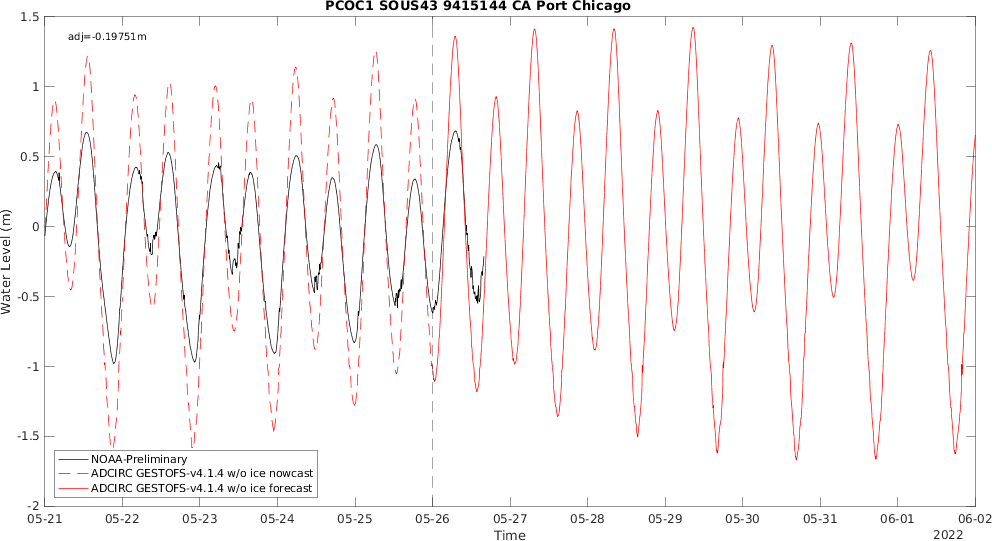 PCOC1 SOUS43 9415144 CA Port Chicago
adj=-0.19751m
1.5
1
0.5
0
-0.5
-1
-1.5
-2
Water Level (m)
NOAA-Preliminary
ADCIRC GESTOFS-v4.1.4 w/o ice nowcast
ADCIRC GESTOFS-v4.1.4 w/o ice forecast
05-21 05-22 05-23 05-24 05-25 05-26 05-27 05-28 05-29 05-30 05-31 06-01 06-02
Time
2022